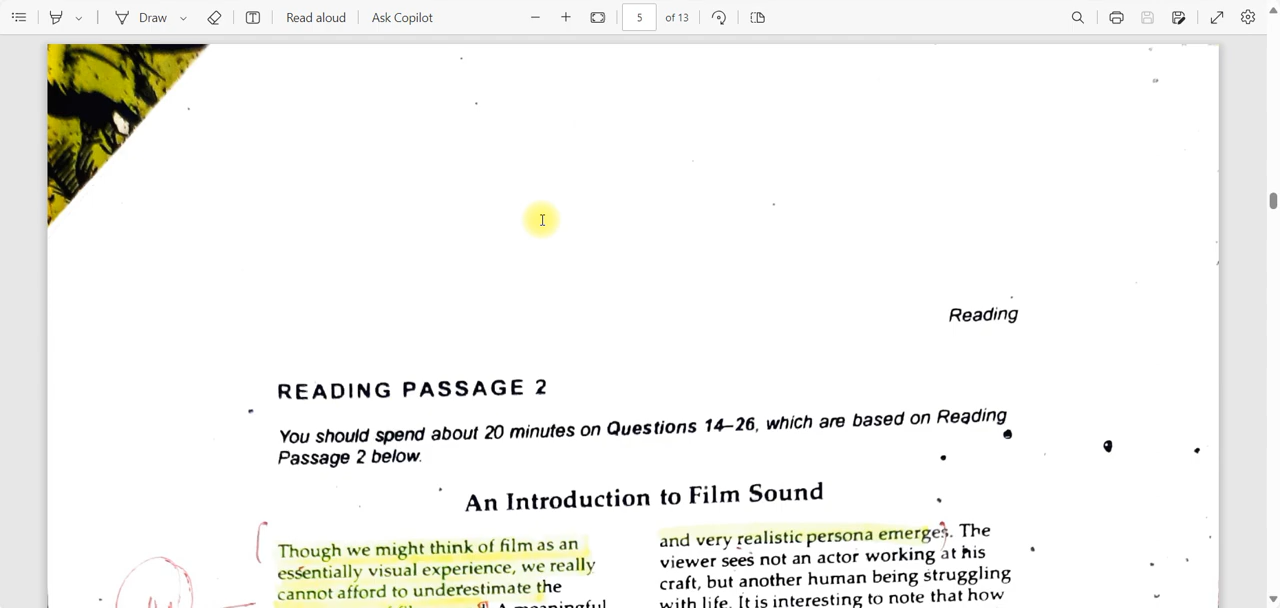 Draw
Read aloud
Ask Copilot
5
of 13
Reading
READING PASSAGE 2
You should spend about 20 minutes on Questions 14–26, which are based on Reading
Passage 2 below.
An Introduction to Film Sound
Though we might think of film as an
essentially visual experience, we really
cannot afford to underestimate the
and very realistic persona emerges. The
viewer sees not an actor working at his
craft, but another human being struggling
with life. It is interesting to note that how